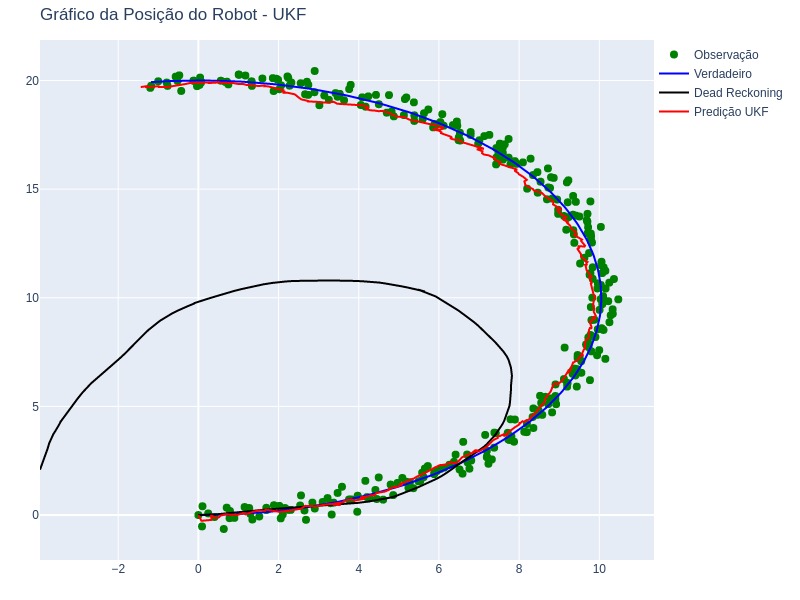 Gráfico da Posição do Robot - UKF
Observação
Verdadeiro
Dead Reckoning
Predição UKF
20
15
10
5
0
−2
0
2
4
6
8
10